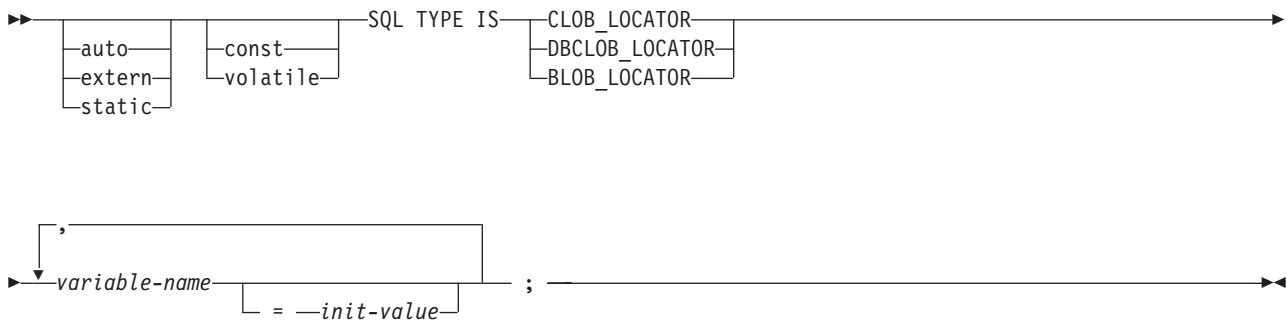 SQL TYPE IS CLOB_LOCATOR
auto const DBCLOB_LOCATOR
extern volatile BLOB_LOCATOR
static
,
variable-name ;
= init-value